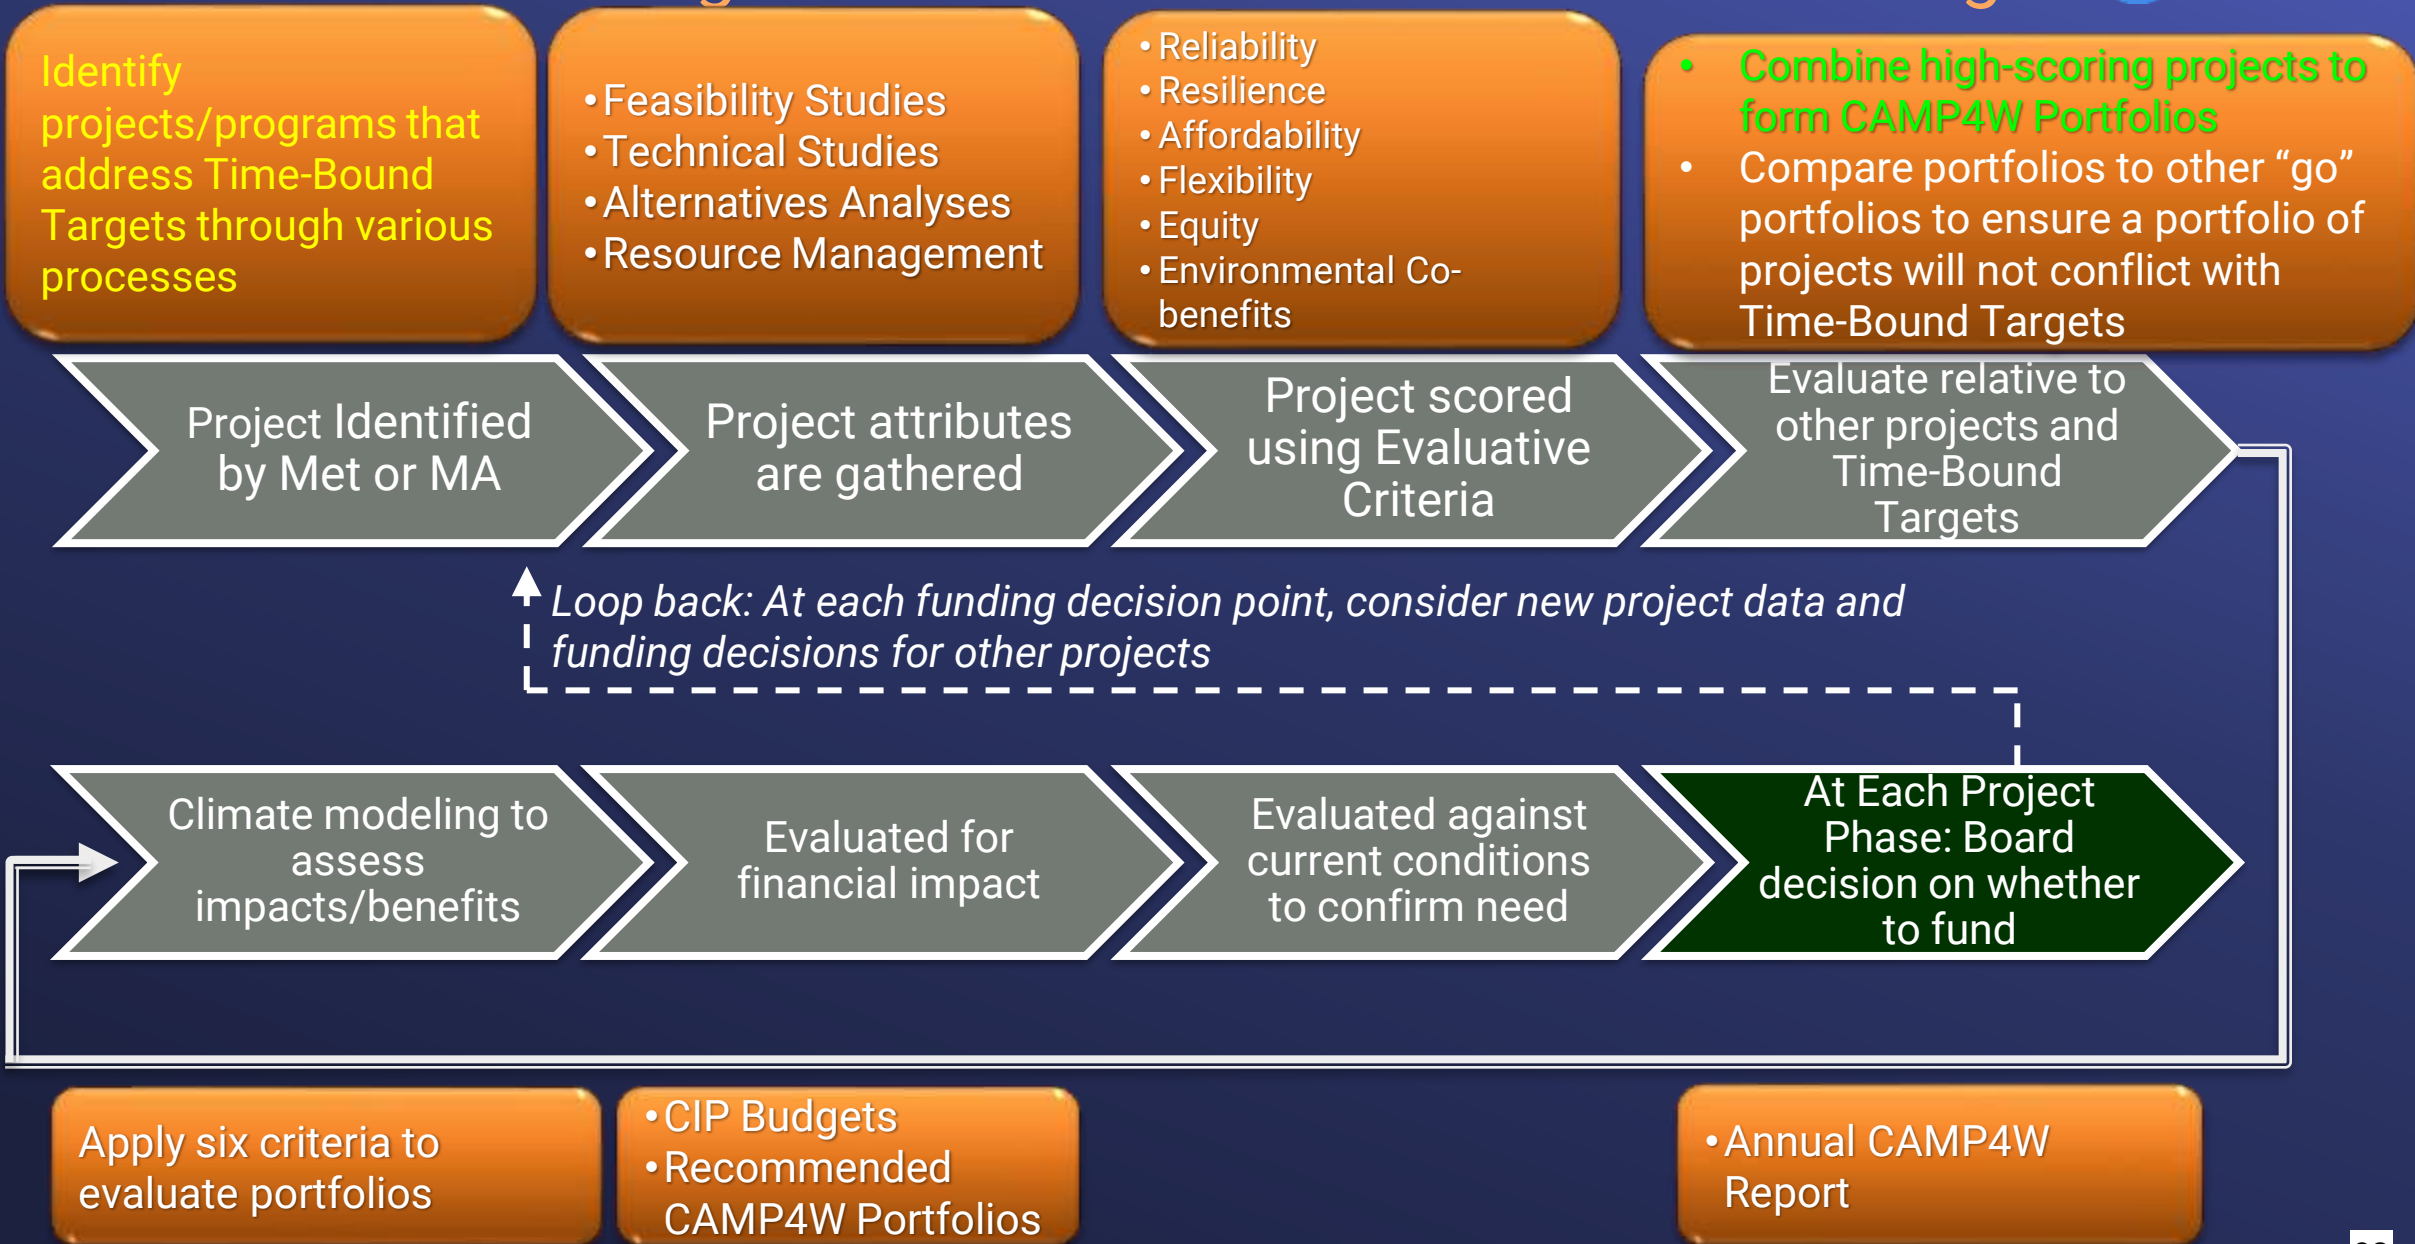 Identify
projects/programs that
address Time-Bound
Targets through various
processes
•Feasibility Studies
•Technical Studies
•Alternatives Analyses
•Resource Management
• Reliability
• Resilience
• Affordability
• Flexibility
• Equity
• Environmental Co-
benefits
• Combine high-scoring projects to
form CAMP4W Portfolios
• Compare portfolios to other “go”
portfolios to ensure a portfolio of
projects will not conflict with
Time-Bound Targets
Project Identified
by Met or MA
Project attributes
are gathered
Project scored
using Evaluative
Criteria
Evaluate relative to
other projects and
Time-Bound
Targets
Loop back: At each funding decision point, consider new project data and
funding decisions for other projects
Climate modeling to
assess
impacts/benefits
Evaluated for
financial impact
Evaluated against
current conditions
to confirm need
At Each Project
Phase: Board
decision on whether
to fund
Apply six criteria to
evaluate portfolios
•CIP Budgets
•Recommended
CAMP4W Portfolios
•Annual CAMP4W
Report